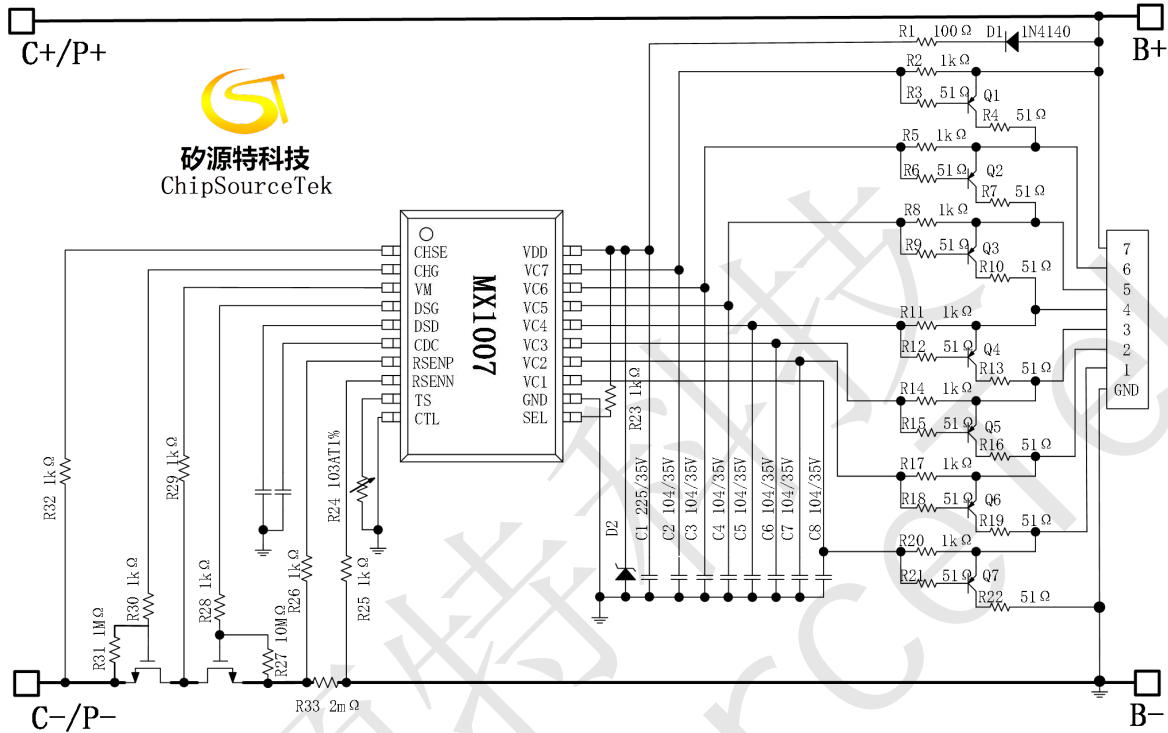 C+/P+
B+
R1 100Ω D1 1N4140
R2 1kΩ
R3 51Ω Q1
R4 51Ω
R5 1kΩ
R6 51Ω Q2
R7 51Ω
R8 1kΩ
R9 51Ω Q3
R10 51Ω
R11 1kΩ
R12 51Ω Q4
R13 51Ω
R14 1kΩ
R15 51Ω Q5
R16 51Ω
R17 1kΩ
R18 51Ω Q6
R19 51Ω
R20 1kΩ
R21 51Ω Q7
R22 51Ω
矽源特科技
ChipSourceTek
MX1007
CHSE VDD
CHG VC7
VM VC6
DSG VC5
DSD VC4
CDC VC3
RSENP VC2
RSENN VC1
TS GND
CTL SEL
7
6
5
4
3
2
1
GND
R32 1kΩ
R31 1MΩ
R30 1kΩ
R29 1kΩ
R28 1kΩ
R27 10MΩ
R26 1kΩ
R24 103AT1%
R25 1kΩ
R23 1kΩ
D2
C1 225/35V
C2 104/35V
C3 104/35V
C4 104/35V
C5 104/35V
C6 104/35V
C7 104/35V
C8 104/35V
R33 2mΩ
C-/P-
B-